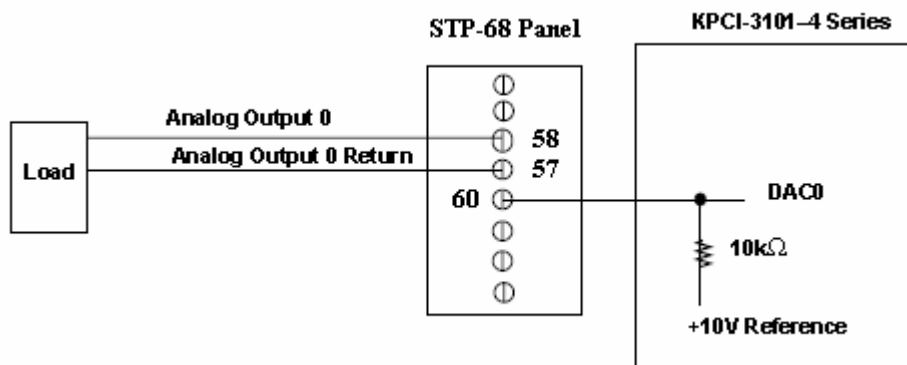 STP-68 Panel
KPCI-3101–4 Series
Analog Output 0
58
Analog Output 0 Return
57
Load
60
DAC0
10kΩ
+10V Reference